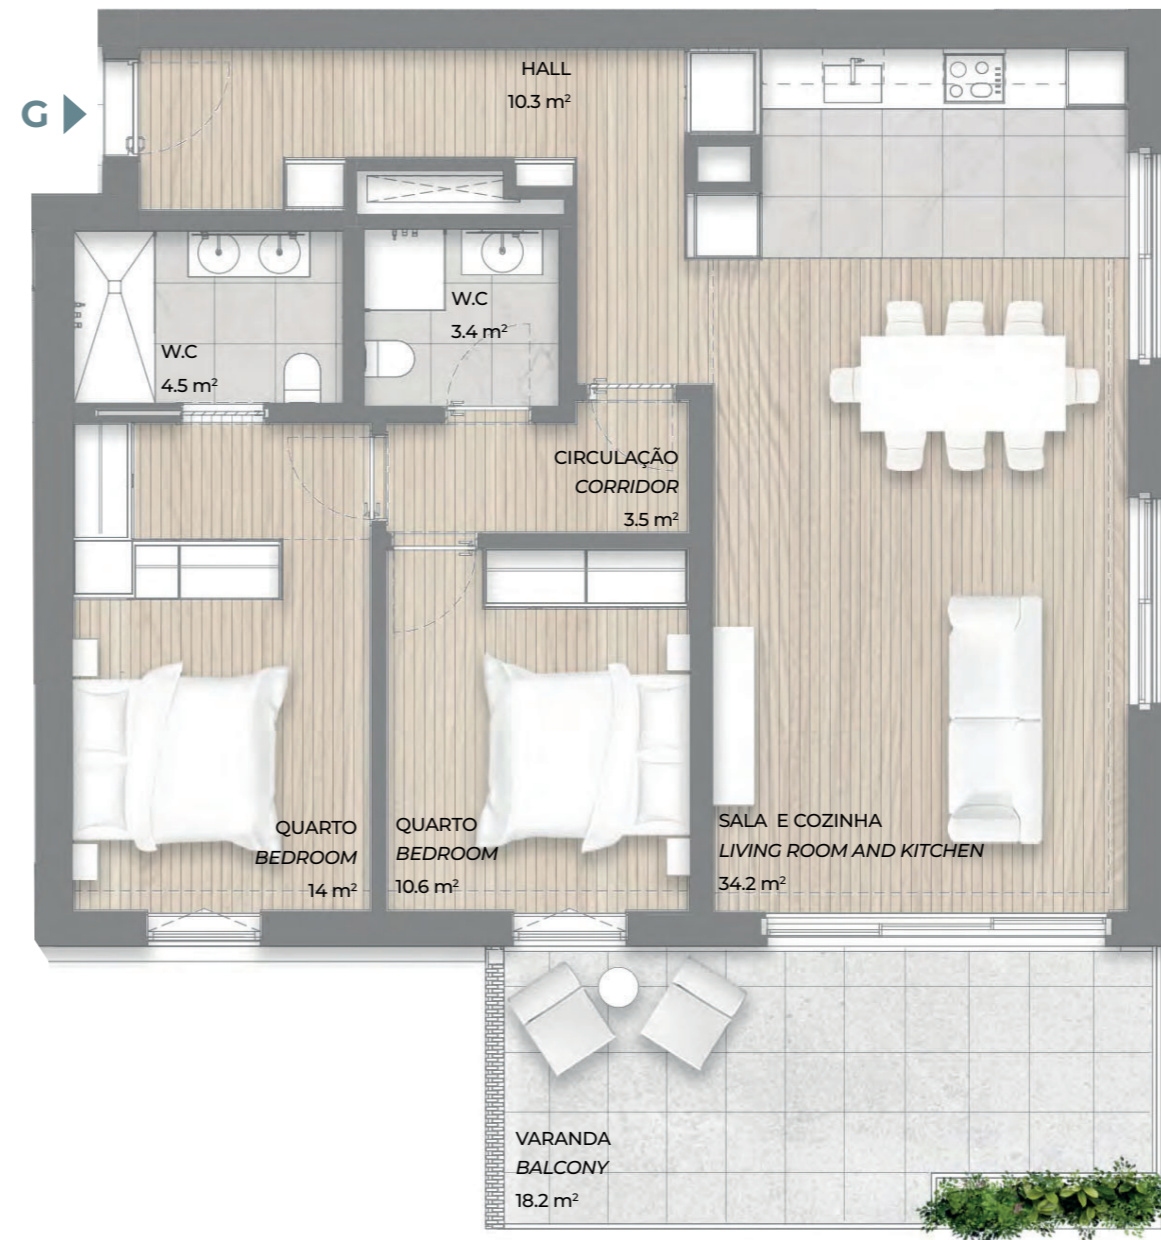 HALL
10.3 m²
G
W.C
3.4 m²
W.C
4.5 m²
CIRCULAÇÃO
CORRIDOR
3.5 m²
QUARTO
BEDROOM
14 m²
QUARTO
BEDROOM
10.6 m²
SALA E COZINHA
LIVING ROOM AND KITCHEN
34.2 m²
VARANDA
BALCONY
18.2 m²